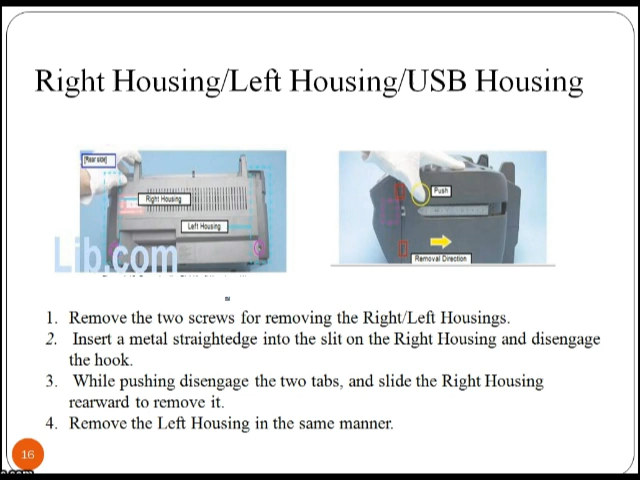 Right Housing/Left Housing/USB Housing
[Rear side]
Right Housing
Left Housing
Lib.com
Push
Removal Direction
1. Remove the two screws for removing the Right/Left Housings.
2. Insert a metal straightedge into the slit on the Right Housing and disengage
the hook.
3. While pushing disengage the two tabs, and slide the Right Housing
rearward to remove it.
4. Remove the Left Housing in the same manner.
16